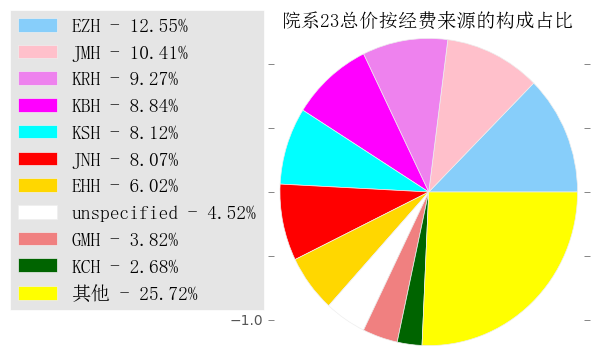 院系23总价按经费来源的构成占比
EZH - 12.55%
JMH - 10.41%
KRH - 9.27%
KBH - 8.84%
KSH - 8.12%
JNH - 8.07%
EHH - 6.02%
unspecified - 4.52%
GMH - 3.82%
KCH - 2.68%
其他 - 25.72%
−1.0